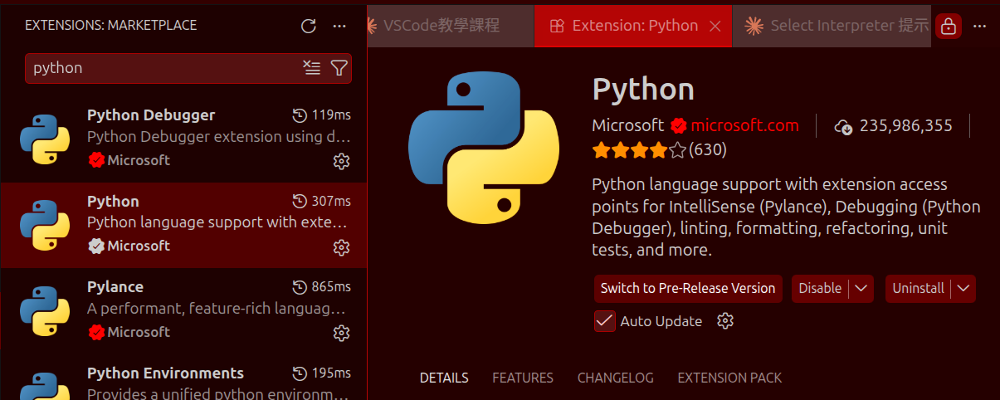 EXTENSIONS: MARKETPLACE
python
Python Debugger 119ms
Python Debugger extension using d…
Microsoft
Python 307ms
Python language support with exte…
Microsoft
Pylance 865ms
A performant, feature-rich languag…
Microsoft
Python Environments 195ms
Provides a unified python environm…
VSCode教學課程
Extension: Python
Select Interpreter 提示
Python
Microsoft microsoft.com 235,986,355
(630)
Python language support with extension access
points for IntelliSense (Pylance), Debugging (Python
Debugger), linting, formatting, refactoring, unit
tests, and more.
Switch to Pre-Release Version Disable Uninstall
Auto Update
DETAILS FEATURES CHANGELOG EXTENSION PACK